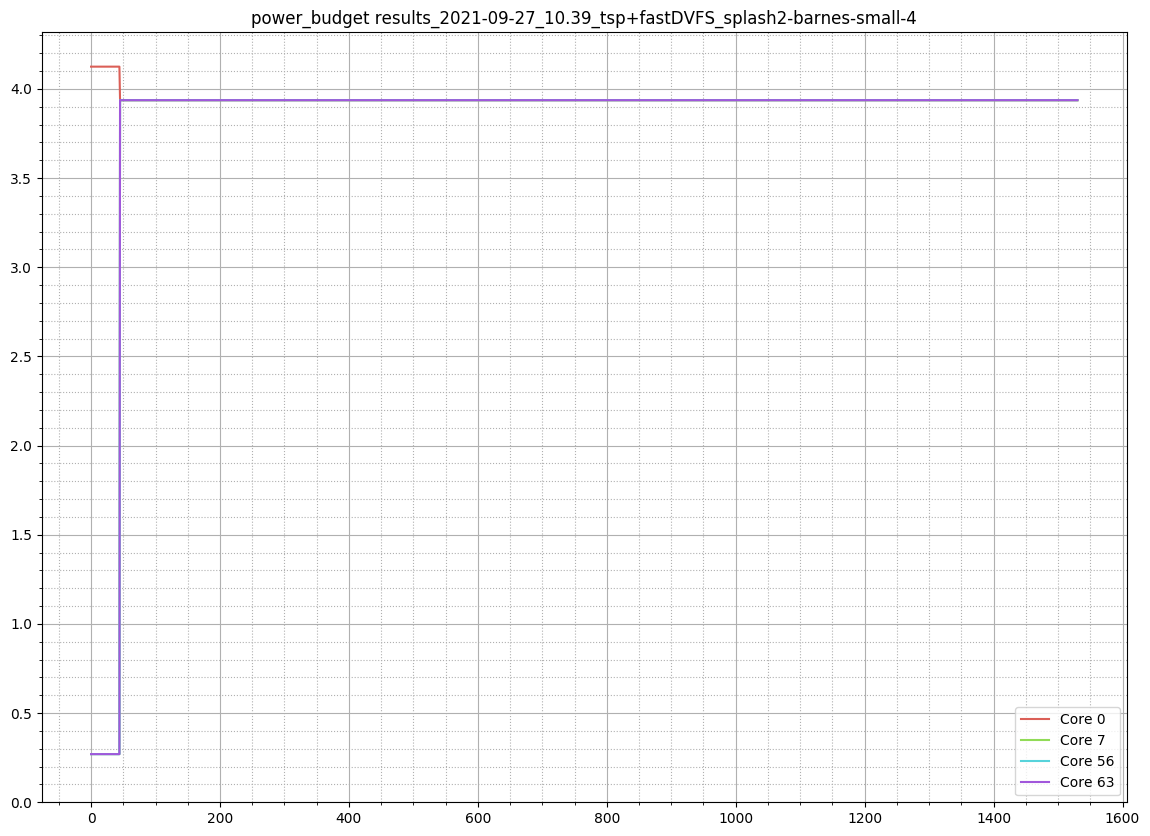 power_budget results_2021-09-27_10.39_tsp+fastDVFS_splash2-barnes-small-4
4.0
3.5
3.0
2.5
2.0
1.5
1.0
0.5
0.0
Core 0
Core 7
Core 56
Core 63
0 200 400 600 800 1000 1200 1400 1600